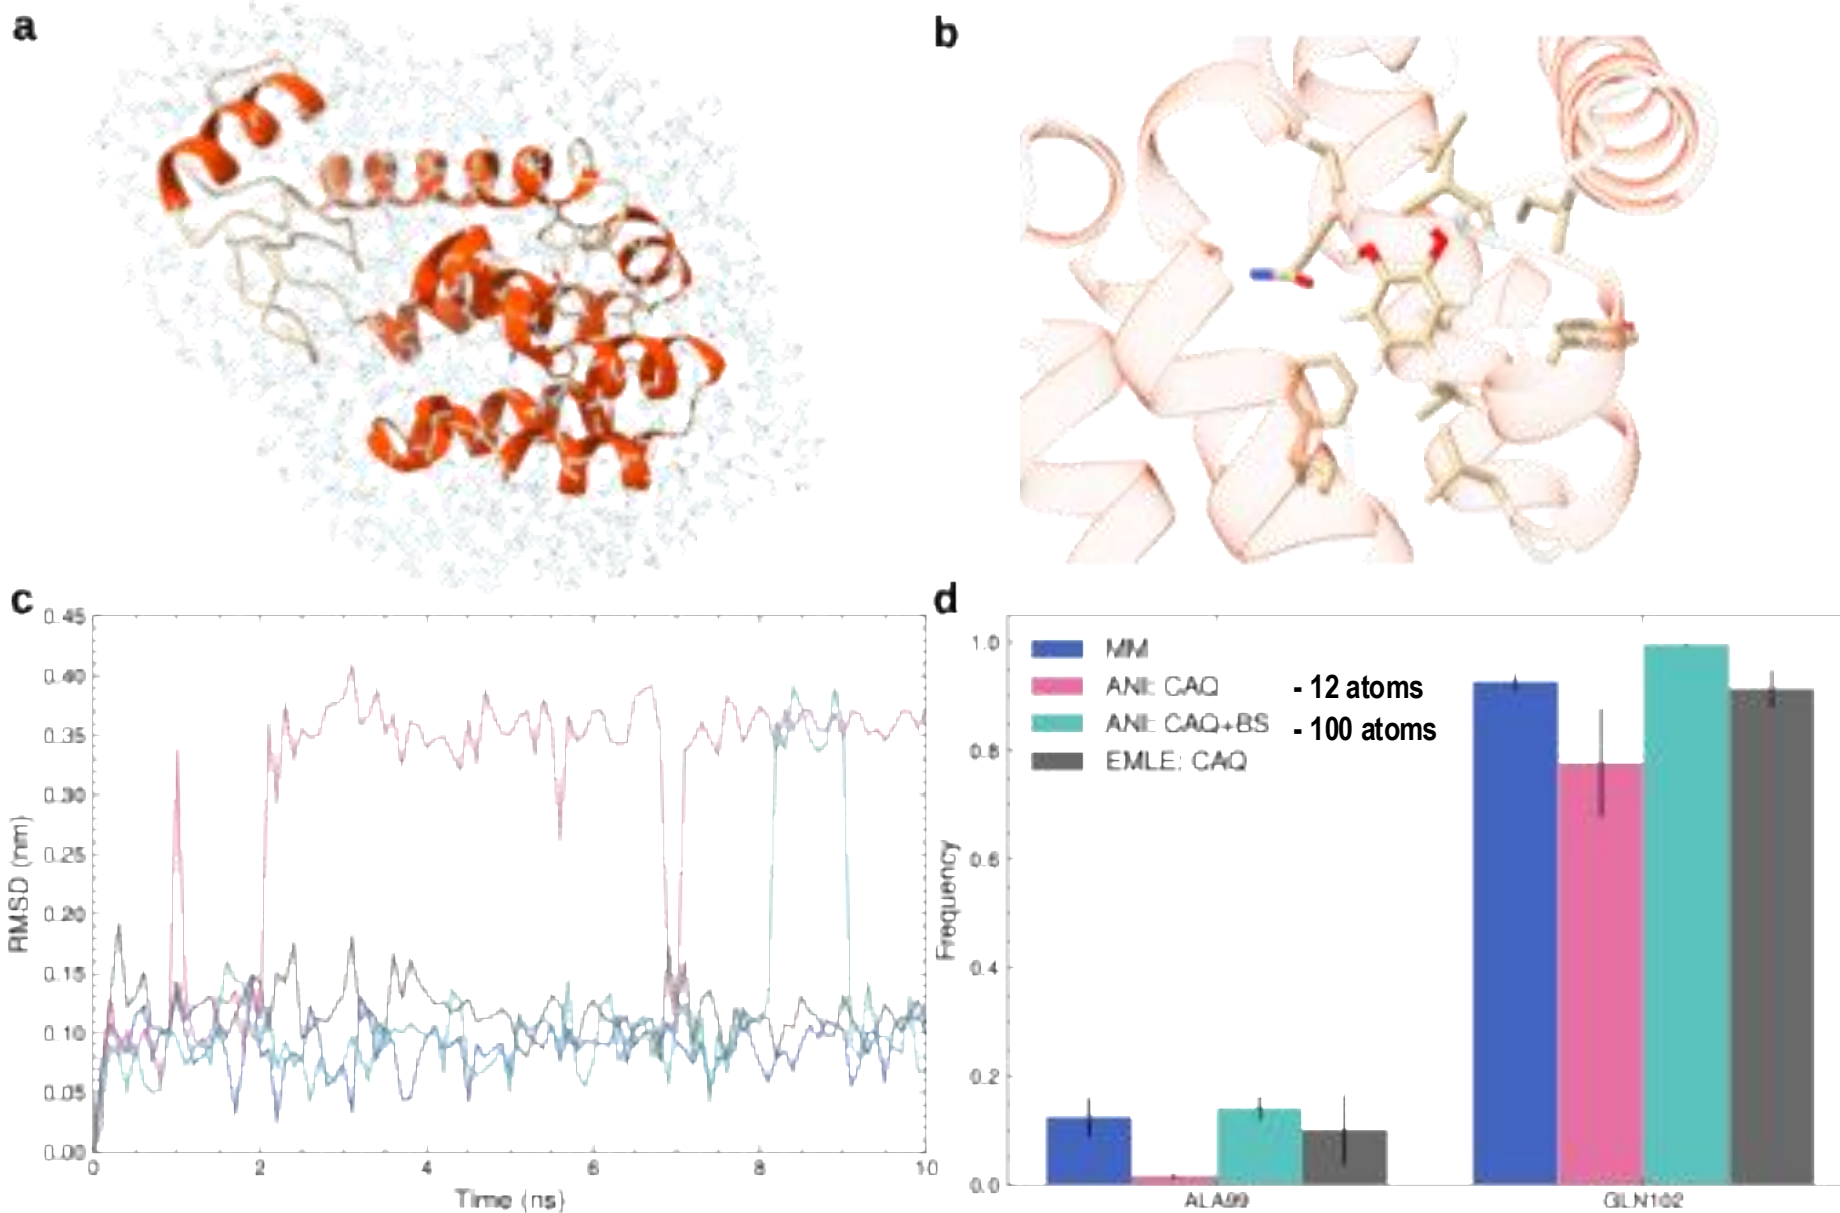 a
b
c
0.45
0.40
0.35
0.30
0.25
0.20
0.15
0.10
0.05
0.00
RMSD (nm)
0 2 4 6 8 10
Time (ns)
d
1.0
0.8
0.6
0.4
0.2
0.0
Frequency
MM
ANI: CAQ - 12 atoms
ANI: CAQ+BS - 100 atoms
EMLE: CAQ
ALA99 GLN102